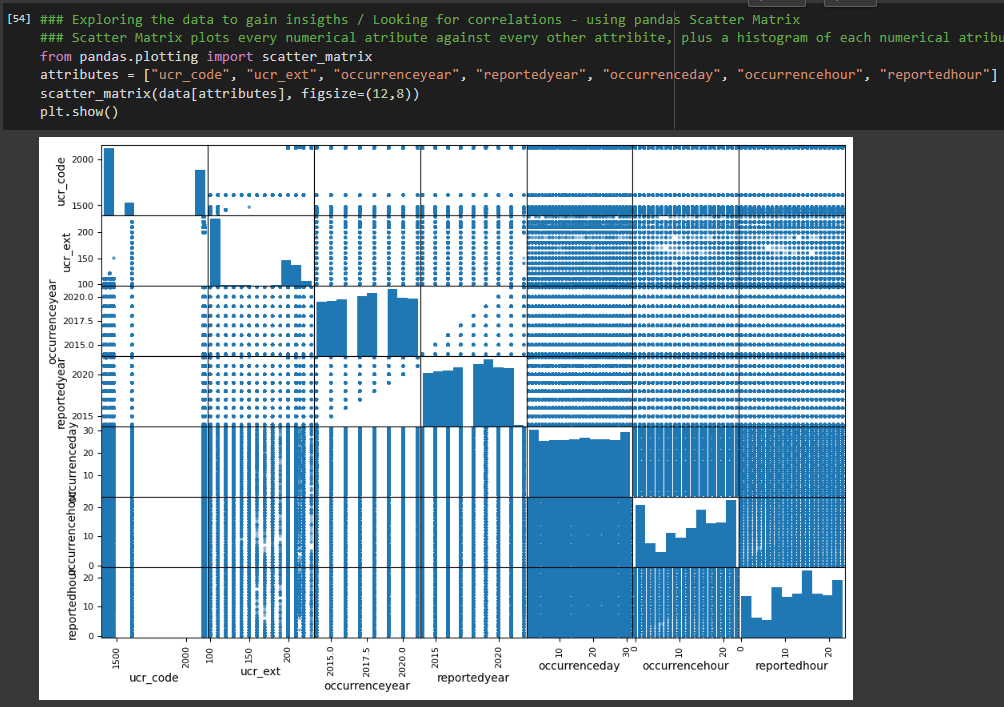 [54] ### Exploring the data to gain insigths / Looking for correlations - using pandas Scatter Matrix
### Scatter Matrix plots every numerical atribute against every other attribite, plus a histogram of each numerical atribu
from pandas.plotting import scatter_matrix
attributes = ["ucr_code", "ucr_ext", "occurrenceyear", "reportedyear", "occurrenceday", "occurrencehour", "reportedhour"]
scatter_matrix(data[attributes], figsize=(12,8))
plt.show()
ucr_code
2000
1500
ucr_ext
200
150
100
occurrenceyear
2020.0
2017.5
2015.0
reportedyear
2020
2015
occurrenceday
30
20
10
occurrencehour
20
10
0
reportedhour
20
10
0
1500 2000 100 150 200 2015.0 2017.5 2020.0 2015 2020 10 20 30 0 10 20 0 10 20
ucr_code ucr_ext occurrenceyear reportedyear occurrenceday occurrencehour reportedhour